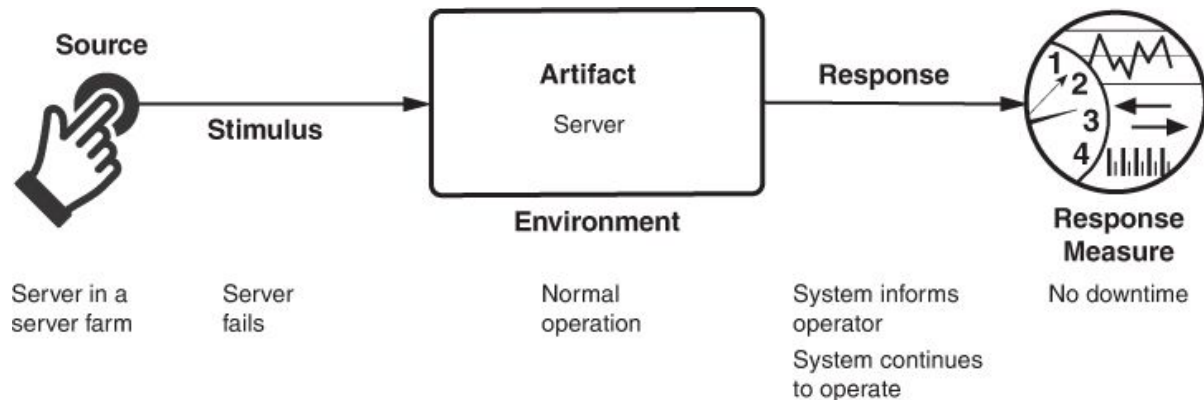 Source
Stimulus
Artifact
Server
Environment
Response
1
2
3
4
Response
Measure
Server in a
server farm
Server
fails
Normal
operation
System informs
operator
System continues
to operate
No downtime